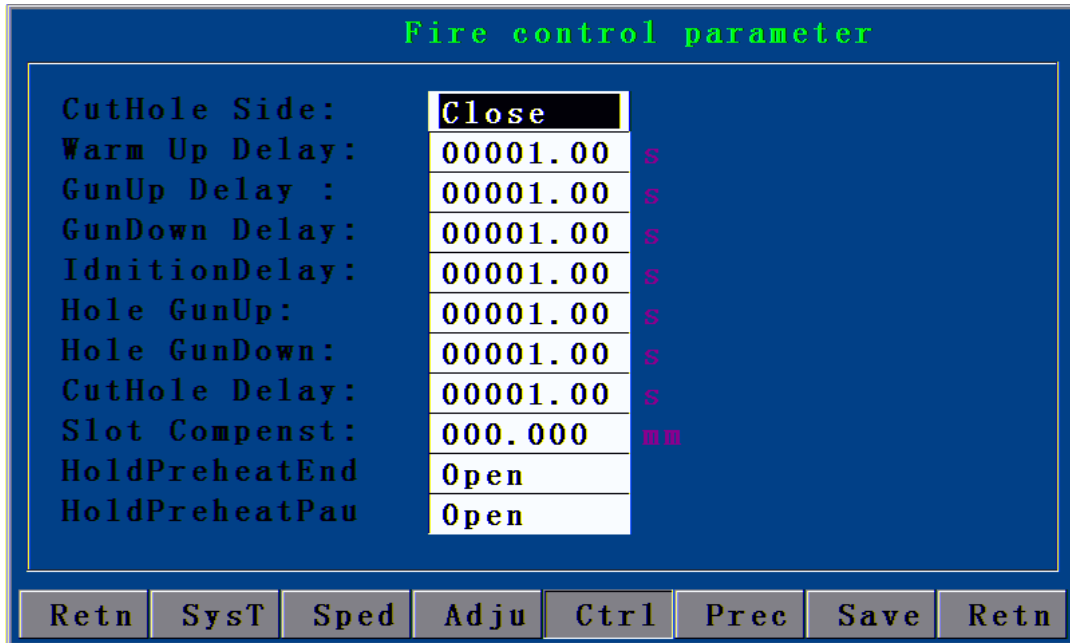 Fire control parameter
CutHole Side: Close
Warm Up Delay: 00001.00 s
GunUp Delay : 00001.00 s
GunDown Delay: 00001.00 s
IdnitionDelay: 00001.00 s
Hole GunUp: 00001.00 s
Hole GunDown: 00001.00 s
CutHole Delay: 00001.00 s
Slot Compenst: 000.000 mm
HoldPreheatEnd Open
HoldPreheatPau Open
Retn SysT Sped Adju Ctrl Prec Save Retn